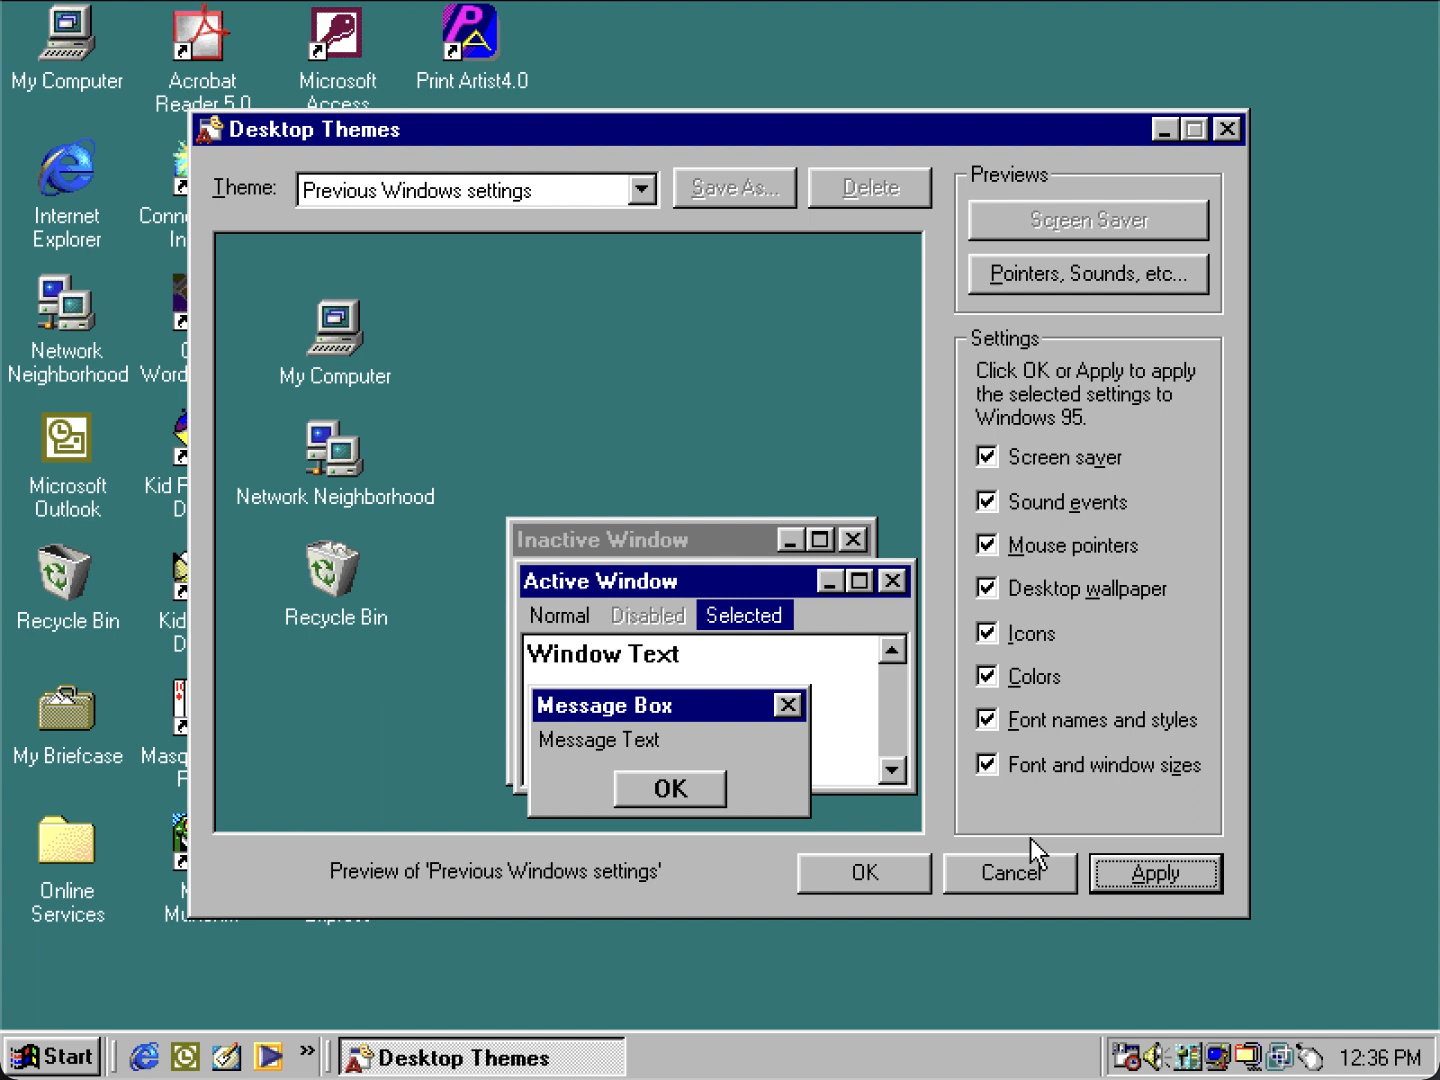 My Computer
Acrobat
Reader 5.0
Microsoft
Access
Print Artist4.0
Internet
Explorer
Network
Neighborhood
Microsoft
Outlook
Recycle Bin
My Briefcase
Online
Services
Kid
Desktop Themes
Theme:
Previous Windows settings
Save As...
Delete
My Computer
Network Neighborhood
Recycle Bin
Inactive Window
Active Window
Normal Disabled Selected
Window Text
Message Box
Message Text
OK
Preview of 'Previous Windows settings'
Previews
Screen Saver
Pointers, Sounds, etc...
Settings
Click OK or Apply to apply
the selected settings to
Windows 95.
Screen saver
Sound events
Mouse pointers
Desktop wallpaper
Icons
Colors
Font names and styles
Font and window sizes
OK
Cancel
Apply
Start
Desktop Themes
12:36 PM